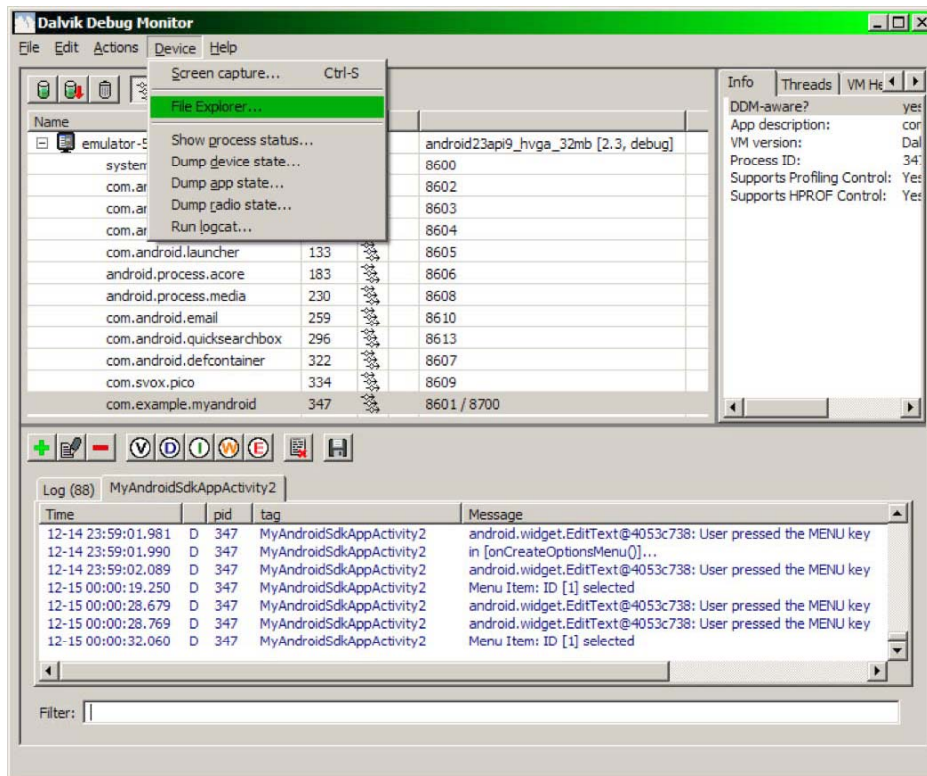 Dalvik Debug Monitor
File Edit Actions Device Help
Screen capture... Ctrl-S
File Explorer...
Show process status...
Dump device state...
Dump app state...
Dump radio state...
Run logcat...
Name
emulator-5 android23api9_hvga_32mb [2.3, debug]
system 8600
com.ar 8602
com.ar 8603
com.ar 8604
com.android.launcher 133 8605
android.process.acore 183 8606
android.process.media 230 8608
com.android.email 259 8610
com.android.quicksearchbox 296 8613
com.android.defcontainer 322 8607
com.svox.pico 334 8609
com.example.myandroid 347 8601 / 8700
Info Threads VM He
DDM-aware? yes
App description: cor
VM version: Dal
Process ID: 347
Supports Profiling Control: Yes
Supports HPROF Control: Yes
V D I W E
Log (88) MyAndroidSdkAppActivity2
Time pid tag Message
12-14 23:59:01.981 D 347 MyAndroidSdkAppActivity2 android.widget.EditText@4053c738: User pressed the MENU key
12-14 23:59:01.990 D 347 MyAndroidSdkAppActivity2 in [onCreateOptionsMenu()]...
12-14 23:59:02.089 D 347 MyAndroidSdkAppActivity2 android.widget.EditText@4053c738: User pressed the MENU key
12-15 00:00:19.250 D 347 MyAndroidSdkAppActivity2 Menu Item: ID [1] selected
12-15 00:00:28.679 D 347 MyAndroidSdkAppActivity2 android.widget.EditText@4053c738: User pressed the MENU key
12-15 00:00:28.769 D 347 MyAndroidSdkAppActivity2 android.widget.EditText@4053c738: User pressed the MENU key
12-15 00:00:32.060 D 347 MyAndroidSdkAppActivity2 Menu Item: ID [1] selected
Filter: